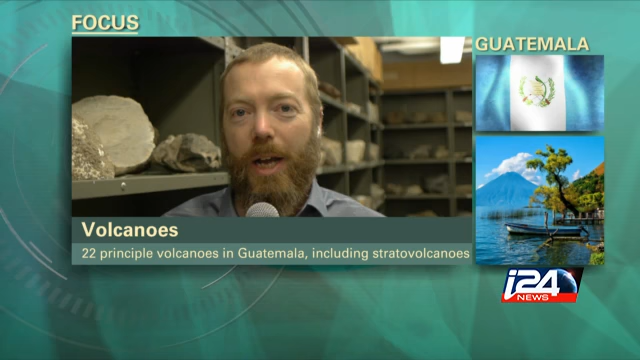 FOCUS
GUATEMALA
Volcanoes
22 principle volcanoes in Guatemala, including stratovolcanoes
i24
NEWS